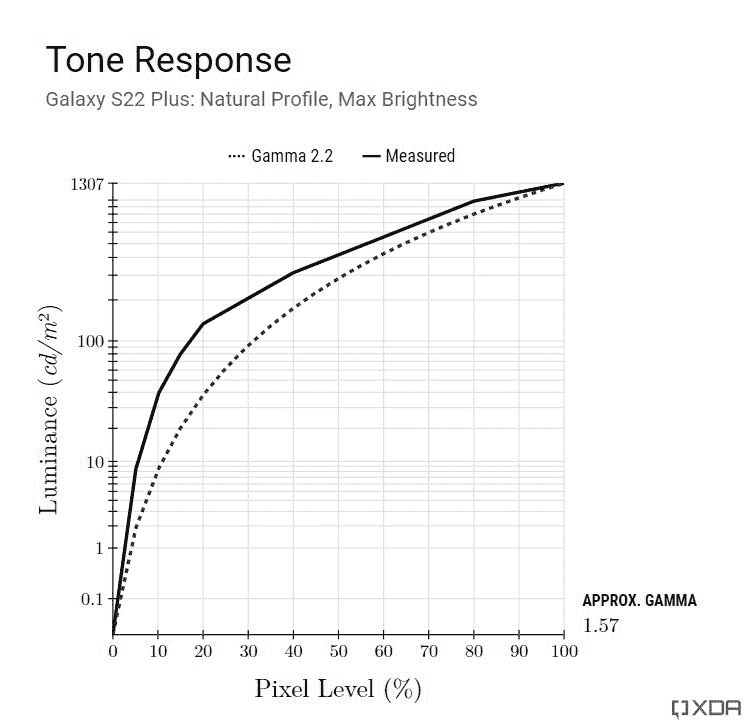 Tone Response
Galaxy S22 Plus: Natural Profile, Max Brightness
Gamma 2.2 Measured
1307
100
10
1
0.1
Luminance (cd/m²)
0 10 20 30 40 50 60 70 80 90 100
Pixel Level (%)
APPROX. GAMMA
1.57
XDA